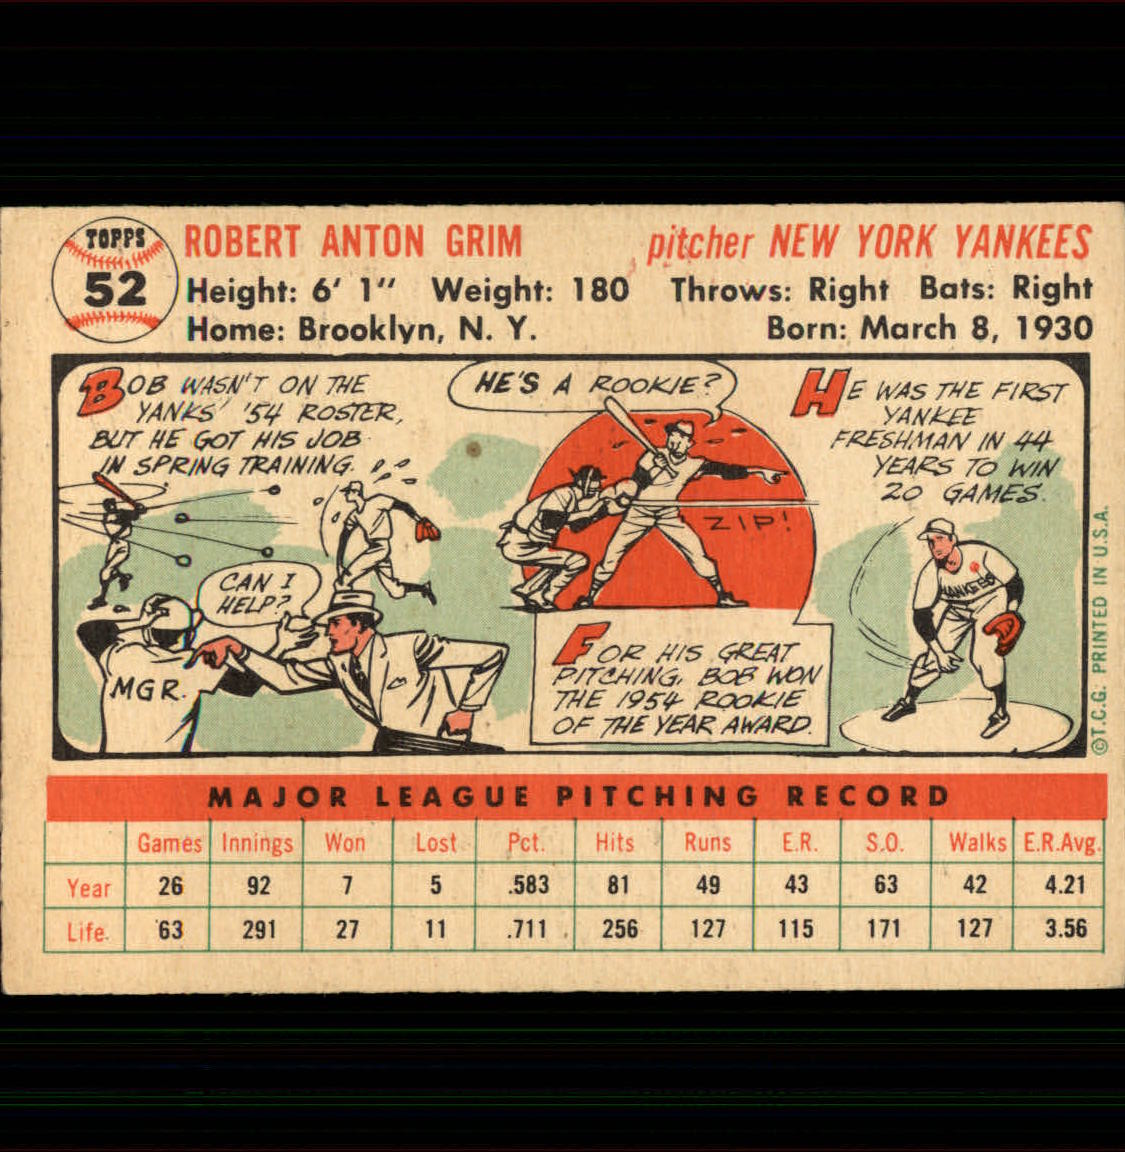 TOPPS
52
ROBERT ANTON GRIM pitcher NEW YORK YANKEES
Height: 6' 1" Weight: 180 Throws: Right Bats: Right
Home: Brooklyn, N. Y. Born: March 8, 1930
BOB WASN'T ON THE
YANKS' '54 ROSTER,
BUT HE GOT HIS JOB
IN SPRING TRAINING.
CAN I
HELP?
MGR.
HE'S A ROOKIE?
ZIP!
FOR HIS GREAT
PITCHING, BOB WON
THE 1954 ROOKIE
OF THE YEAR AWARD.
HE WAS THE FIRST
YANKEE
FRESHMAN IN 44
YEARS TO WIN
20 GAMES.
YANKEES
©T.C.G. PRINTED IN U.S.A.
MAJOR LEAGUE PITCHING RECORD
Games Innings Won Lost Pct. Hits Runs E.R. S.O. Walks E.R.Avg.
Year 26 92 7 5 .583 81 49 43 63 42 4.21
Life. 63 291 27 11 .711 256 127 115 171 127 3.56